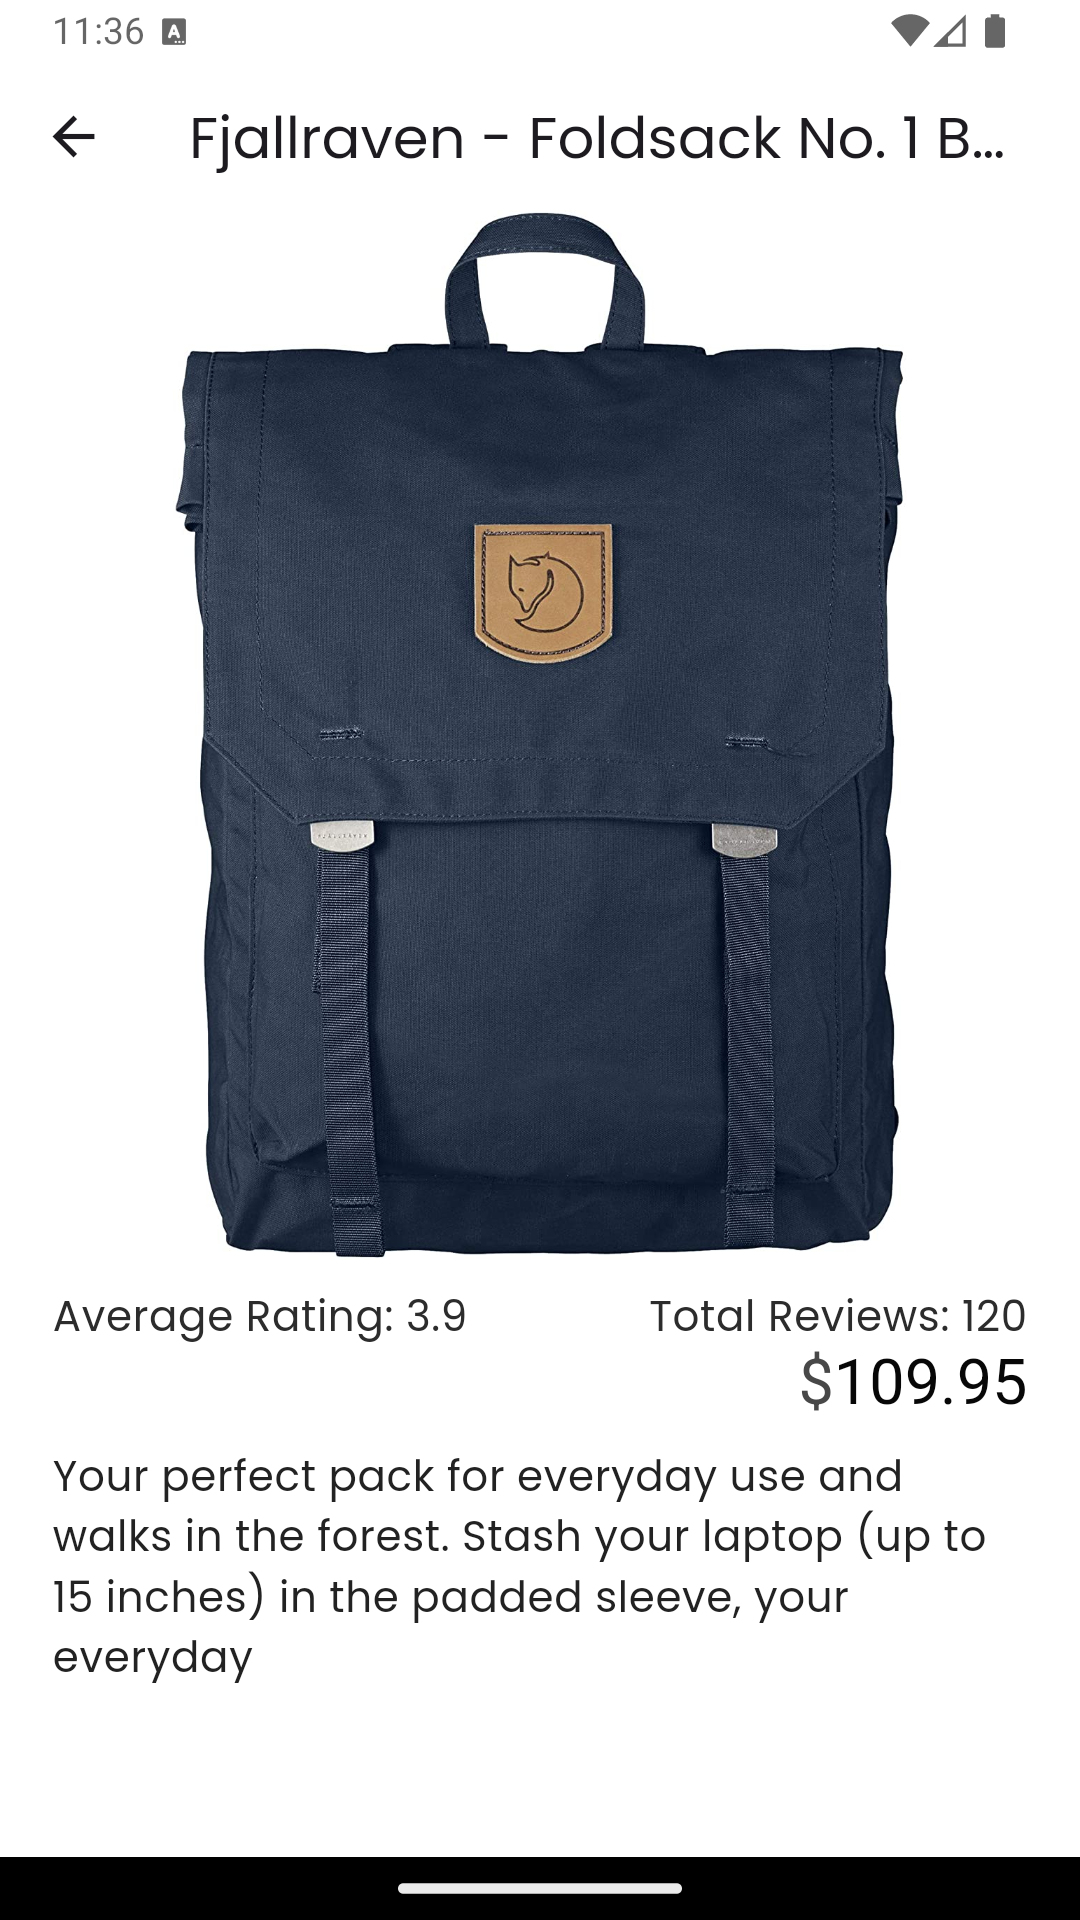 11:36
Fjallraven - Foldsack No. 1 B...
Average Rating: 3.9
Total Reviews: 120
$109.95
Your perfect pack for everyday use and
walks in the forest. Stash your laptop (up to
15 inches) in the padded sleeve, your
everyday